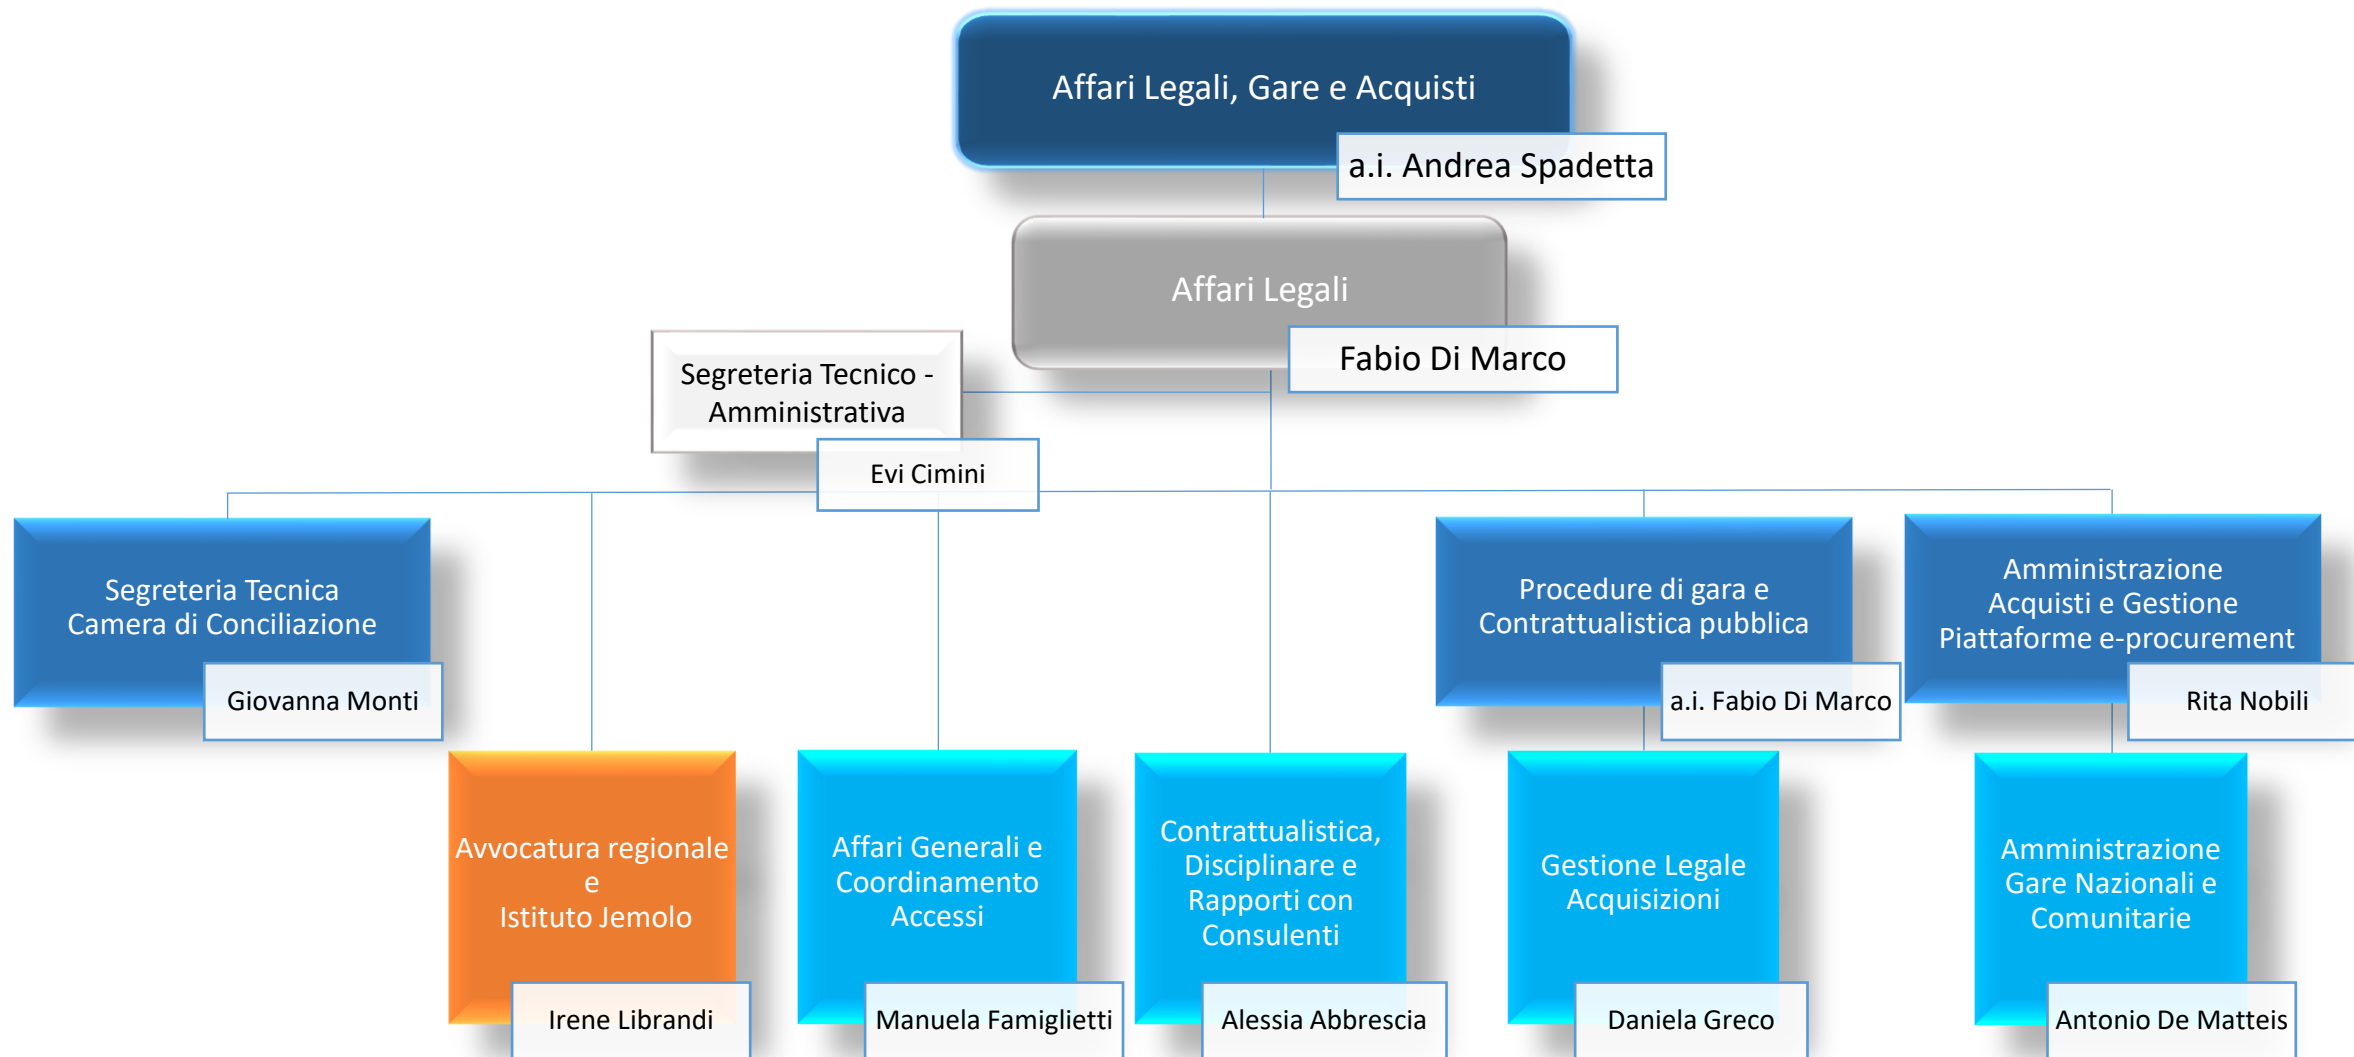 Affari Legali, Gare e Acquisti
a.i. Andrea Spadetta
Affari Legali
Fabio Di Marco
Segreteria Tecnico -
Amministrativa
Evi Cimini
Segreteria Tecnica
Camera di Conciliazione
Giovanna Monti
Procedure di gara e
Contrattualistica pubblica
a.i. Fabio Di Marco
Amministrazione
Acquisti e Gestione
Piattaforme e-procurement
Rita Nobili
Avvocatura regionale
e
Istituto Jemolo
Irene Librandi
Affari Generali e
Coordinamento
Accessi
Manuela Famiglietti
Contrattualistica,
Disciplinare e
Rapporti con
Consulenti
Alessia Abbrescia
Gestione Legale
Acquisizioni
Daniela Greco
Amministrazione
Gare Nazionali e
Comunitarie
Antonio De Matteis